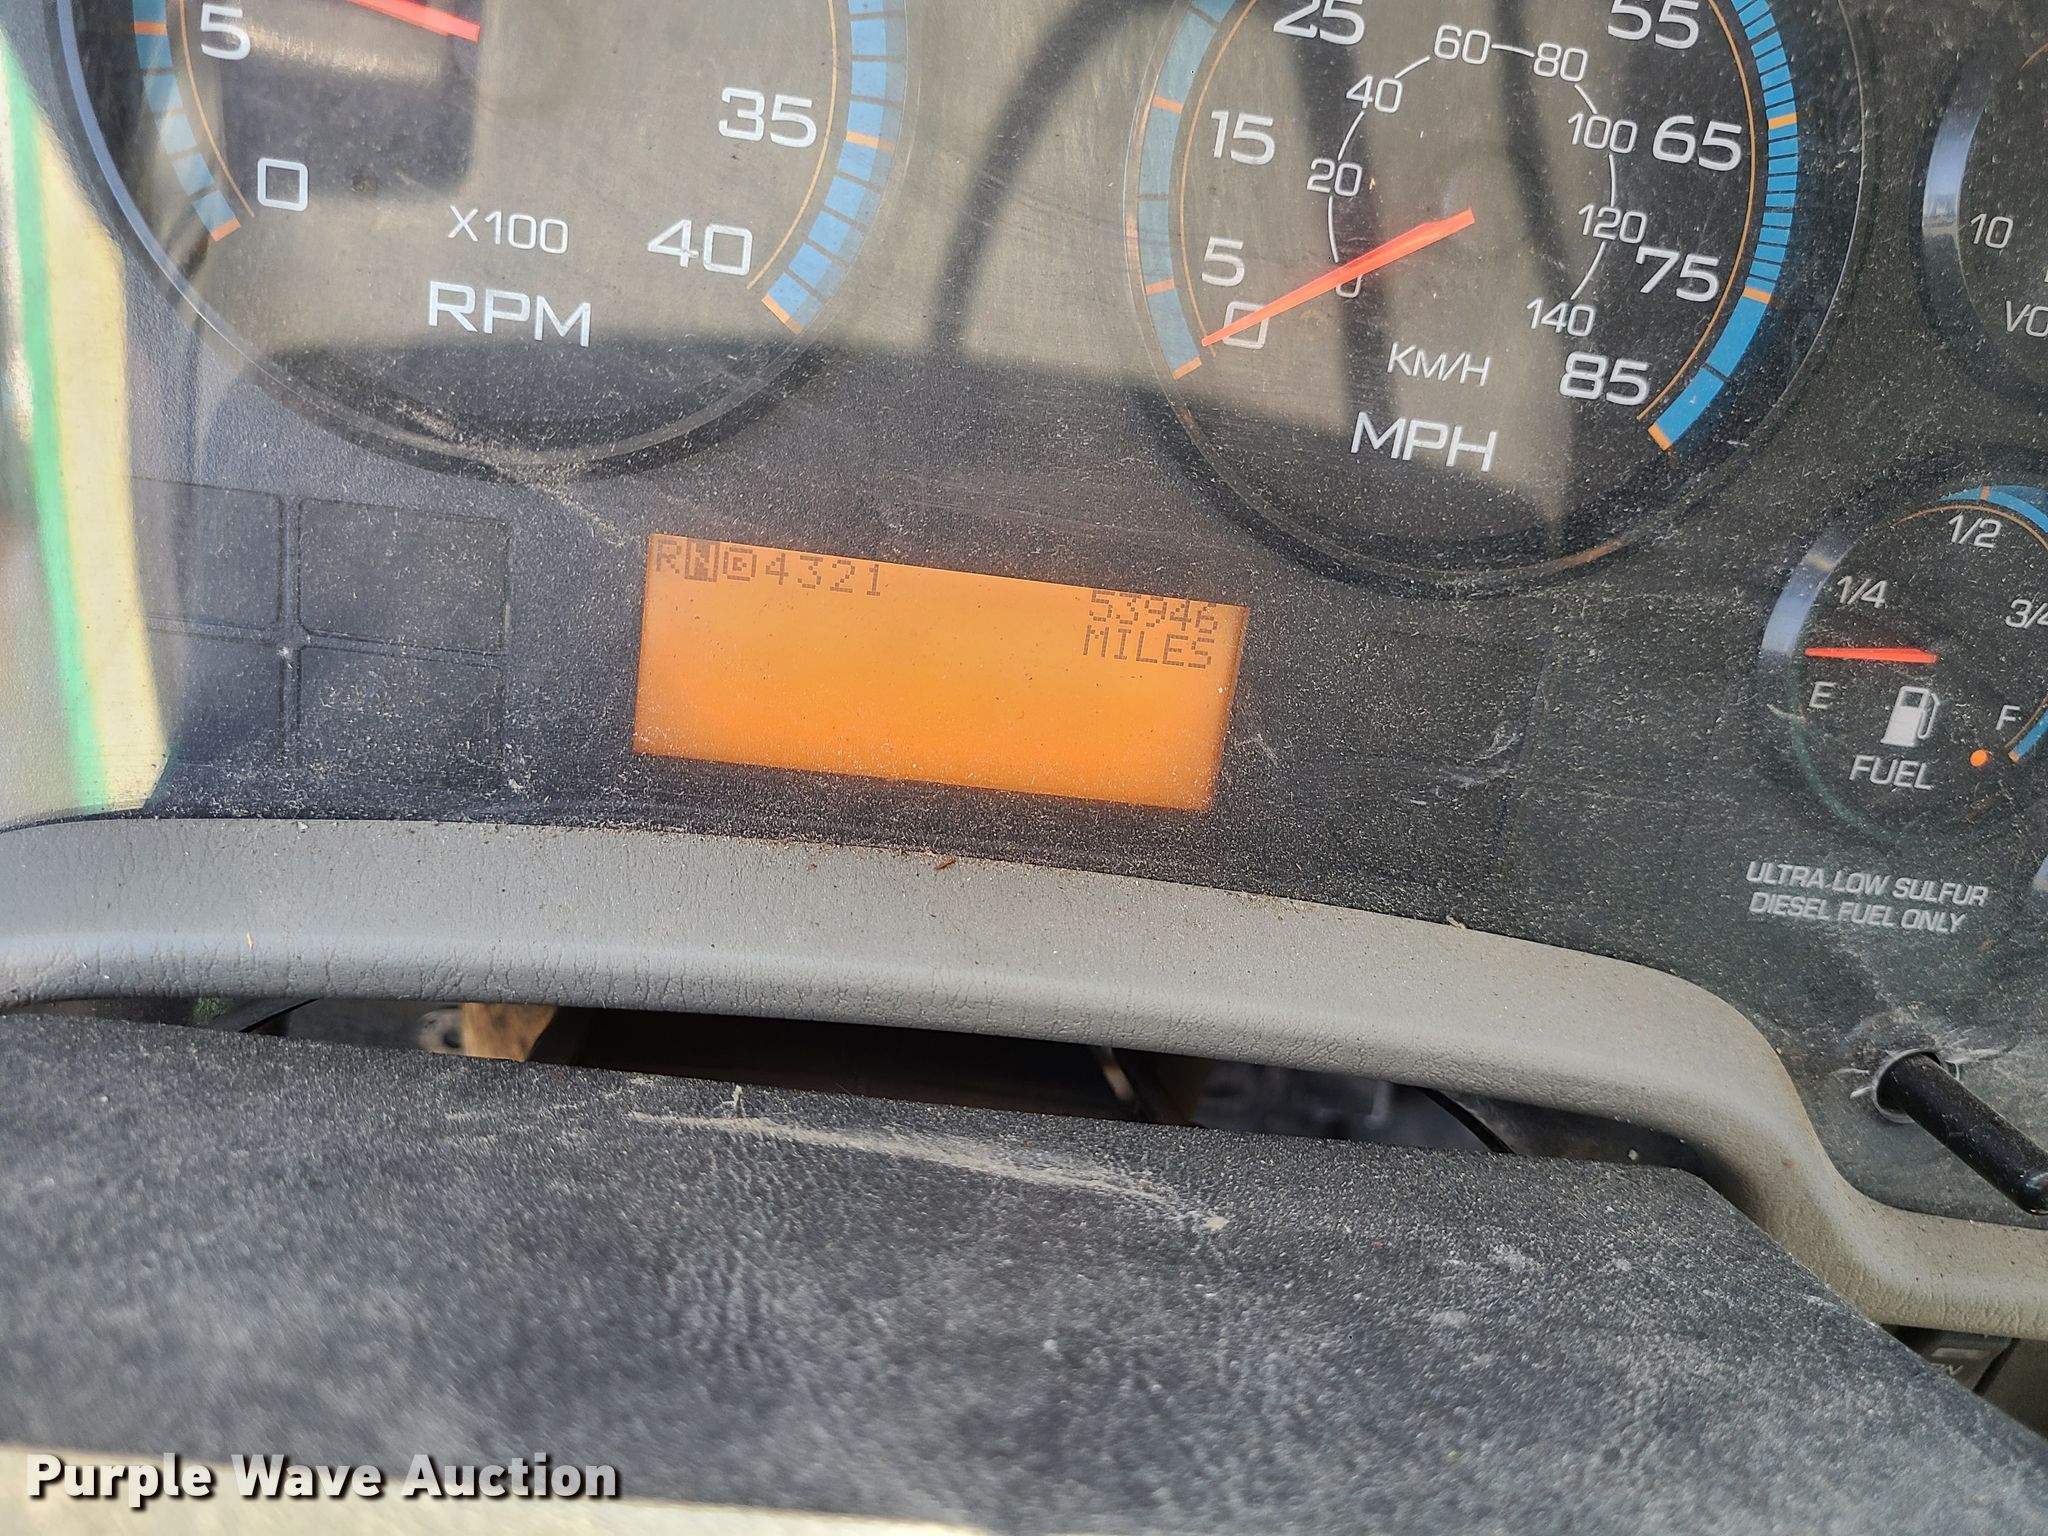 5
0
35
40
X100
RPM
25
15
5
0
55
65
75
85
60
80
40
100
20
120
0
140
KM/H
MPH
10
RND4321
53946
MILES
1/2
1/4
E
F
FUEL
ULTRA LOW SULFUR
DIESEL FUEL ONLY
Purple Wave Auction